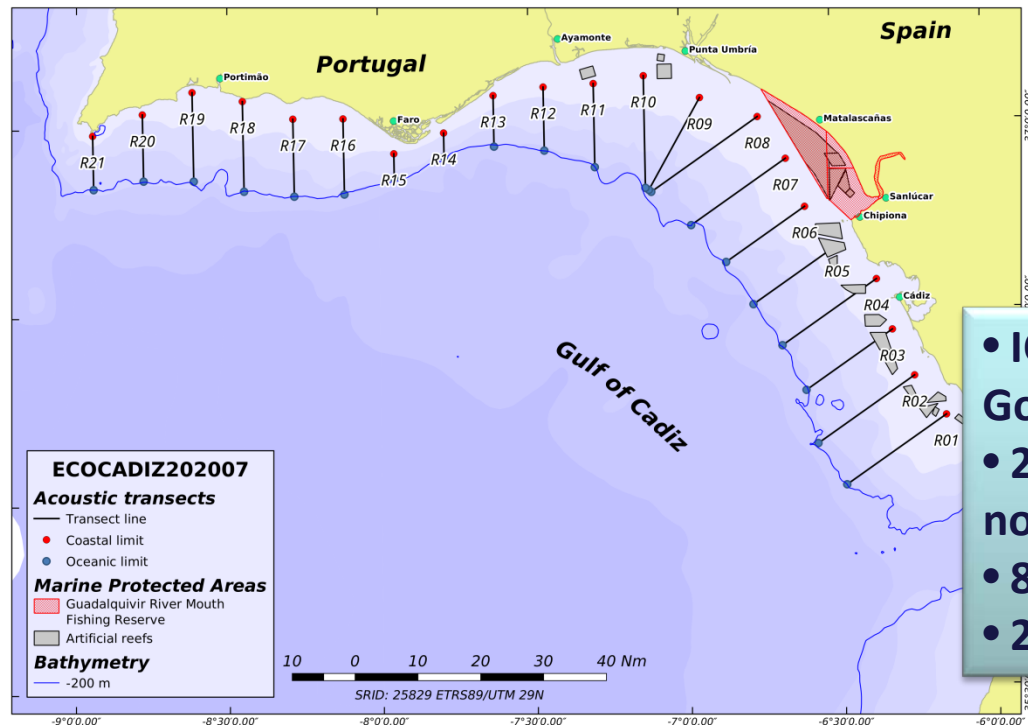 Spain
Portugal
Ayamonte
Punta Umbría
Portimão
Faro
Matalascañas
Sanlúcar
Chipiona
Cádiz
R21
R20
R19
R18
R17
R16
R15
R14
R13
R12
R11
R10
R09
R08
R07
R06
R05
R04
R03
R02
R01
Gulf of Cadiz
ECOCADIZ202007
Acoustic transects
Transect line
Coastal limit
Oceanic limit
Marine Protected Areas
Guadalquivir River Mouth
Fishing Reserve
Artificial reefs
Bathymetry
-200 m
10 0 10 20 30 40 Nm
SRID: 25829 ETRS89/UTM 29N
-9°0'0.00" -8°30'0.00" -8°0'0.00" -7°30'0.00" -7°0'0.00" -6°30'0.00" -6°0'0.00"
• 2
• 8
• 2